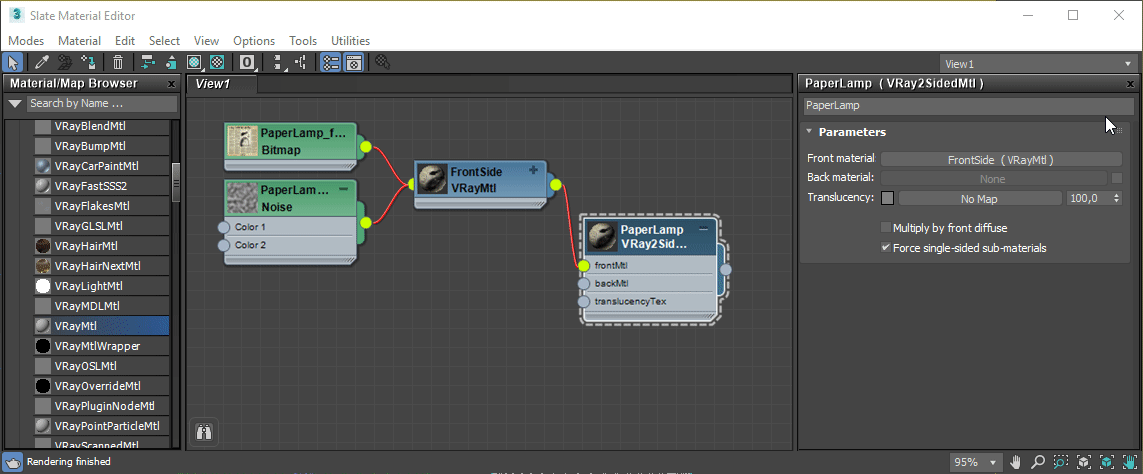 Slate Material Editor
Modes Material Edit Select View Options Tools Utilities
View1
Material/Map Browser
Search by Name ...
VRayBlendMtl
VRayBumpMtl
VRayCarPaintMtl
VRayFastSSS2
VRayFlakesMtl
VRayGLSLMtl
VRayHairMtl
VRayHairNextMtl
VRayLightMtl
VRayMDLMtl
VRayMtl
VRayMtlWrapper
VRayOSLMtl
VRayOverrideMtl
VRayPluginNodeMtl
VRayPointParticleMtl
VRayScannedMtl
View1
PaperLamp_f...
Bitmap
PaperLam...
Noise
Color 1
Color 2
FrontSide
VRayMtl
PaperLamp
VRay2Sid...
frontMtl
backMtl
translucencyTex
PaperLamp ( VRay2SidedMtl )
PaperLamp
Parameters
Front material FrontSide ( VRayMtl )
Back material: None
Translucency: No Map 100,0
Multiply by front diffuse
Force single-sided sub-materials
Rendering finished
95%